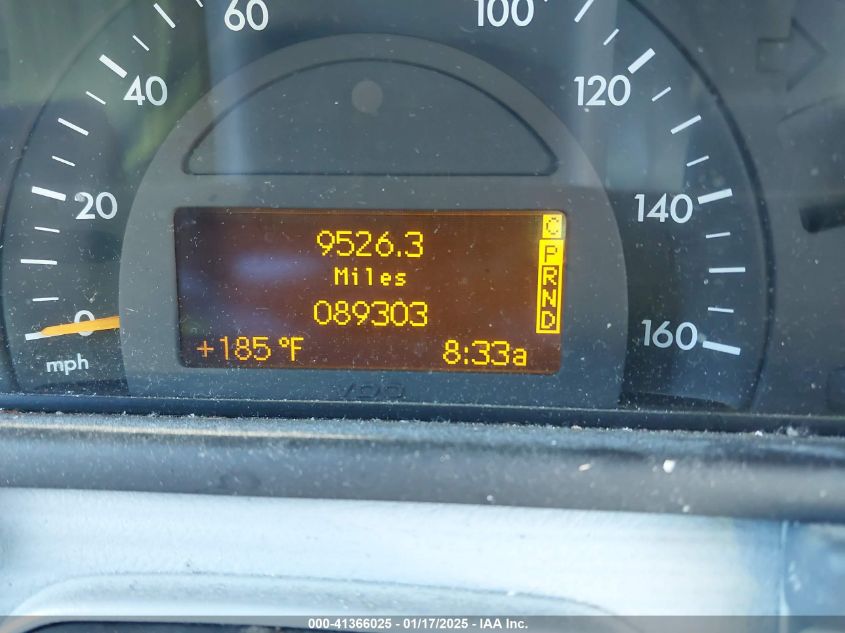 60 100
40 120
20 140
0 160
mph
9526.3
Miles
089303
+185 °F 8:33a
C
P
R
N
D
VDO
000-41366025 - 01/17/2025 - IAA Inc.